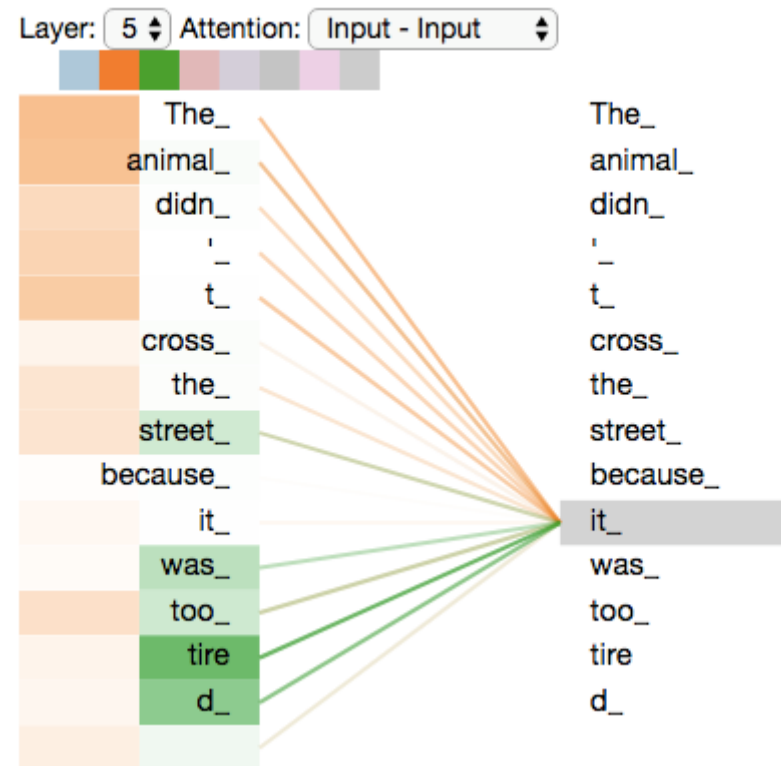 Layer: 5 Attention: Input - Input
The_ The_
animal_ animal_
didn_ didn_
'_ '_
t_ t_
cross_ cross_
the_ the_
street_ street_
because_ because_
it_ it_
was_ was_
too_ too_
tire tire
d_ d_